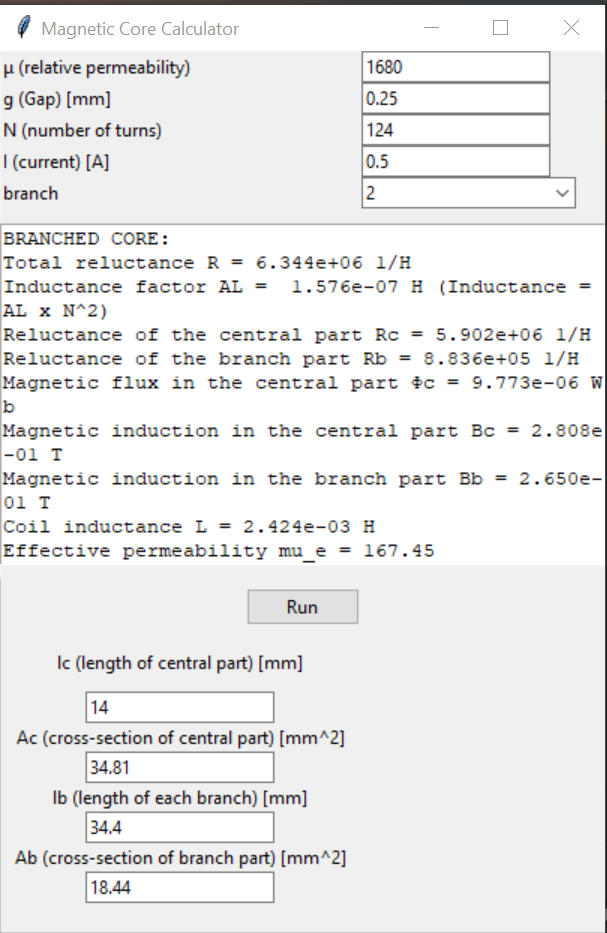 Magnetic Core Calculator
μ (relative permeability) 1680
g (Gap) [mm] 0.25
N (number of turns) 124
I (current) [A] 0.5
branch 2
BRANCHED CORE:
Total reluctance R = 6.344e+06 1/H
Inductance factor AL =  1.576e-07 H (Inductance =
AL x N^2)
Reluctance of the central part Rc = 5.902e+06 1/H
Reluctance of the branch part Rb = 8.836e+05 1/H
Magnetic flux in the central part Φc = 9.773e-06 W
b
Magnetic induction in the central part Bc = 2.808e
-01 T
Magnetic induction in the branch part Bb = 2.650e-
01 T
Coil inductance L = 2.424e-03 H
Effective permeability mu_e = 167.45
Run
lc (length of central part) [mm]
14
Ac (cross-section of central part) [mm^2]
34.81
lb (length of each branch) [mm]
34.4
Ab (cross-section of branch part) [mm^2]
18.44